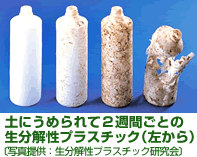 土にうめられて2週間ごとの
生分解性プラスチック(左から)
〔写真提供:生分解性プラスチック研究会〕